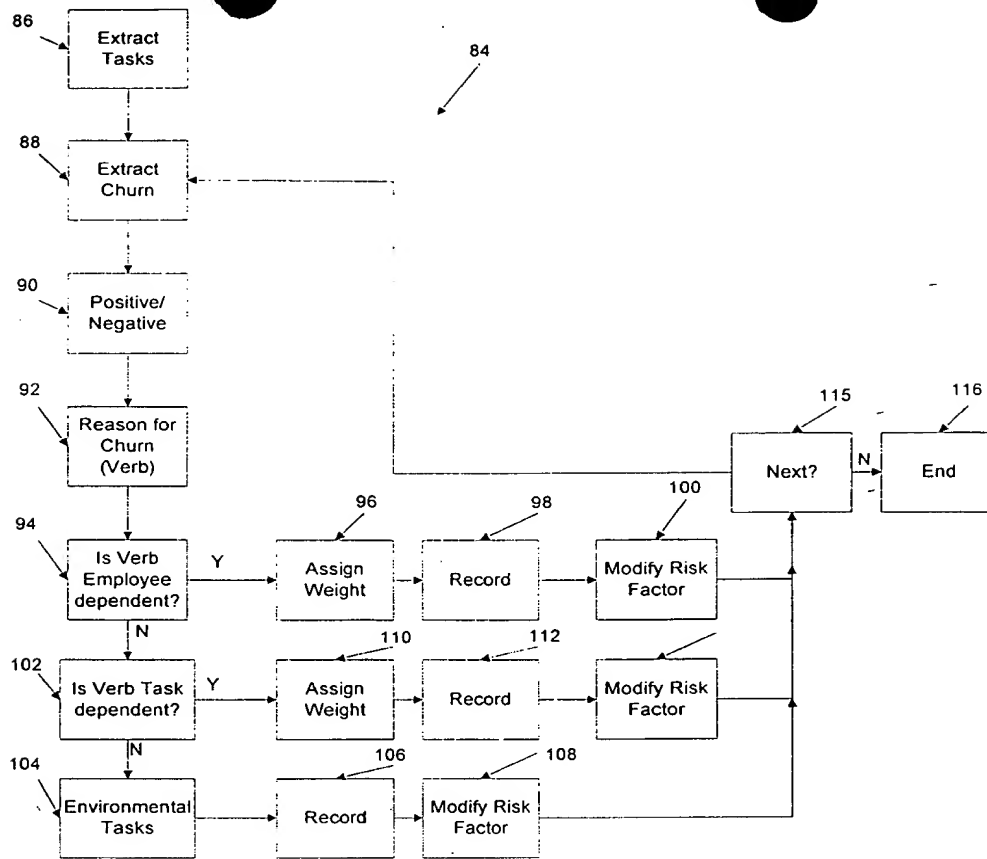 86
Extract
Tasks
84
88
Extract
Churn
90
Positive/
Negative
92
Reason for
Churn
(Verb)
115
Next?
N
116
End
94
Is Verb
Employee
dependent?
Y
96
Assign
Weight
98
Record
100
Modify Risk
Factor
N
102
Is Verb Task
dependent?
Y
110
Assign
Weight
112
Record
Modify Risk
Factor
N
104
Environmental
Tasks
106
Record
108
Modify Risk
Factor